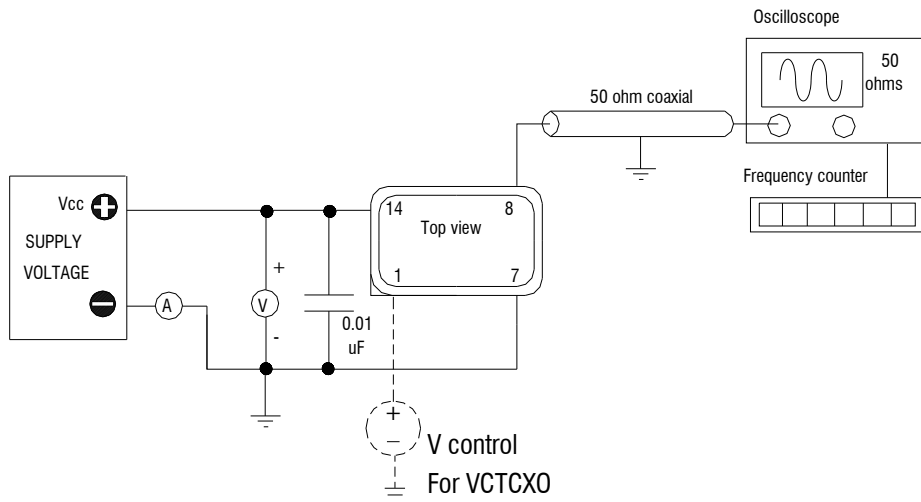 Oscilloscope
50
ohms
50 ohm coaxial
Frequency counter
Vcc +
SUPPLY
VOLTAGE
−
A
+
V
-
0.01
uF
14
8
Top view
1
7
+
−
V control
For VCTCXO